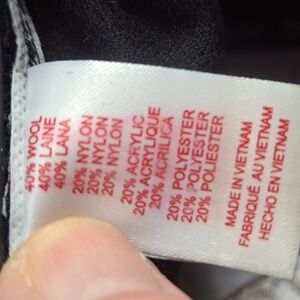 40% WOOL
40% LAINE
40% LANA
20% NYLON
20% NYLON
20% NYLON
20% ACRYLIC
20% ACRYLIQUE
20% ACRILICA
20% POLYESTER
20% POLYESTER
20% POLIESTER
MADE IN VIETNAM
FABRIQUÉ AU VIETNAM
HECHO EN VIETNAM